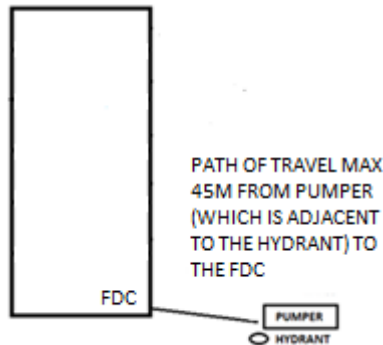 PATH OF TRAVEL MAX
45M FROM PUMPER
(WHICH IS ADJACENT
TO THE HYDRANT) TO
THE FDC
FDC
PUMPER
HYDRANT